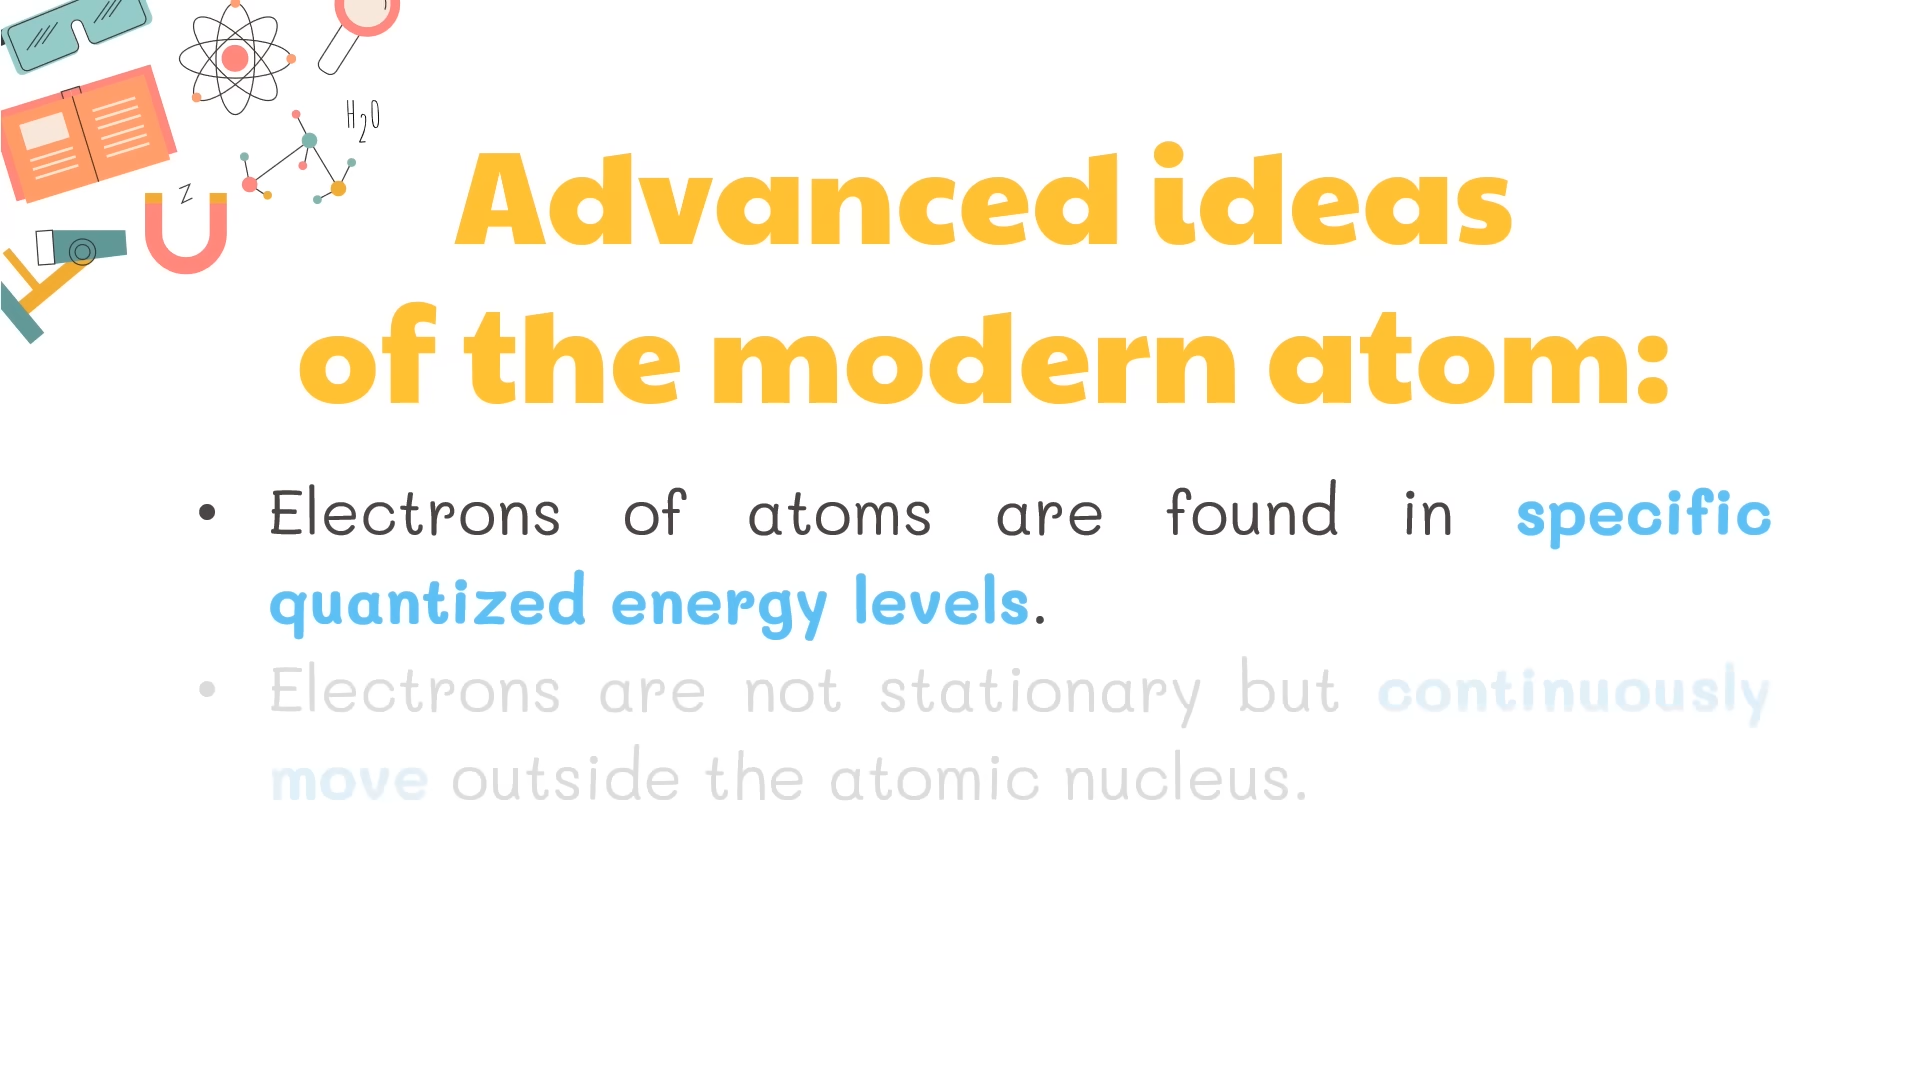 H2O
Z
Advanced ideas
of the modern atom:
• Electrons of atoms are found in specific
quantized energy levels.
• Electrons are not stationary but continuously
move outside the atomic nucleus.